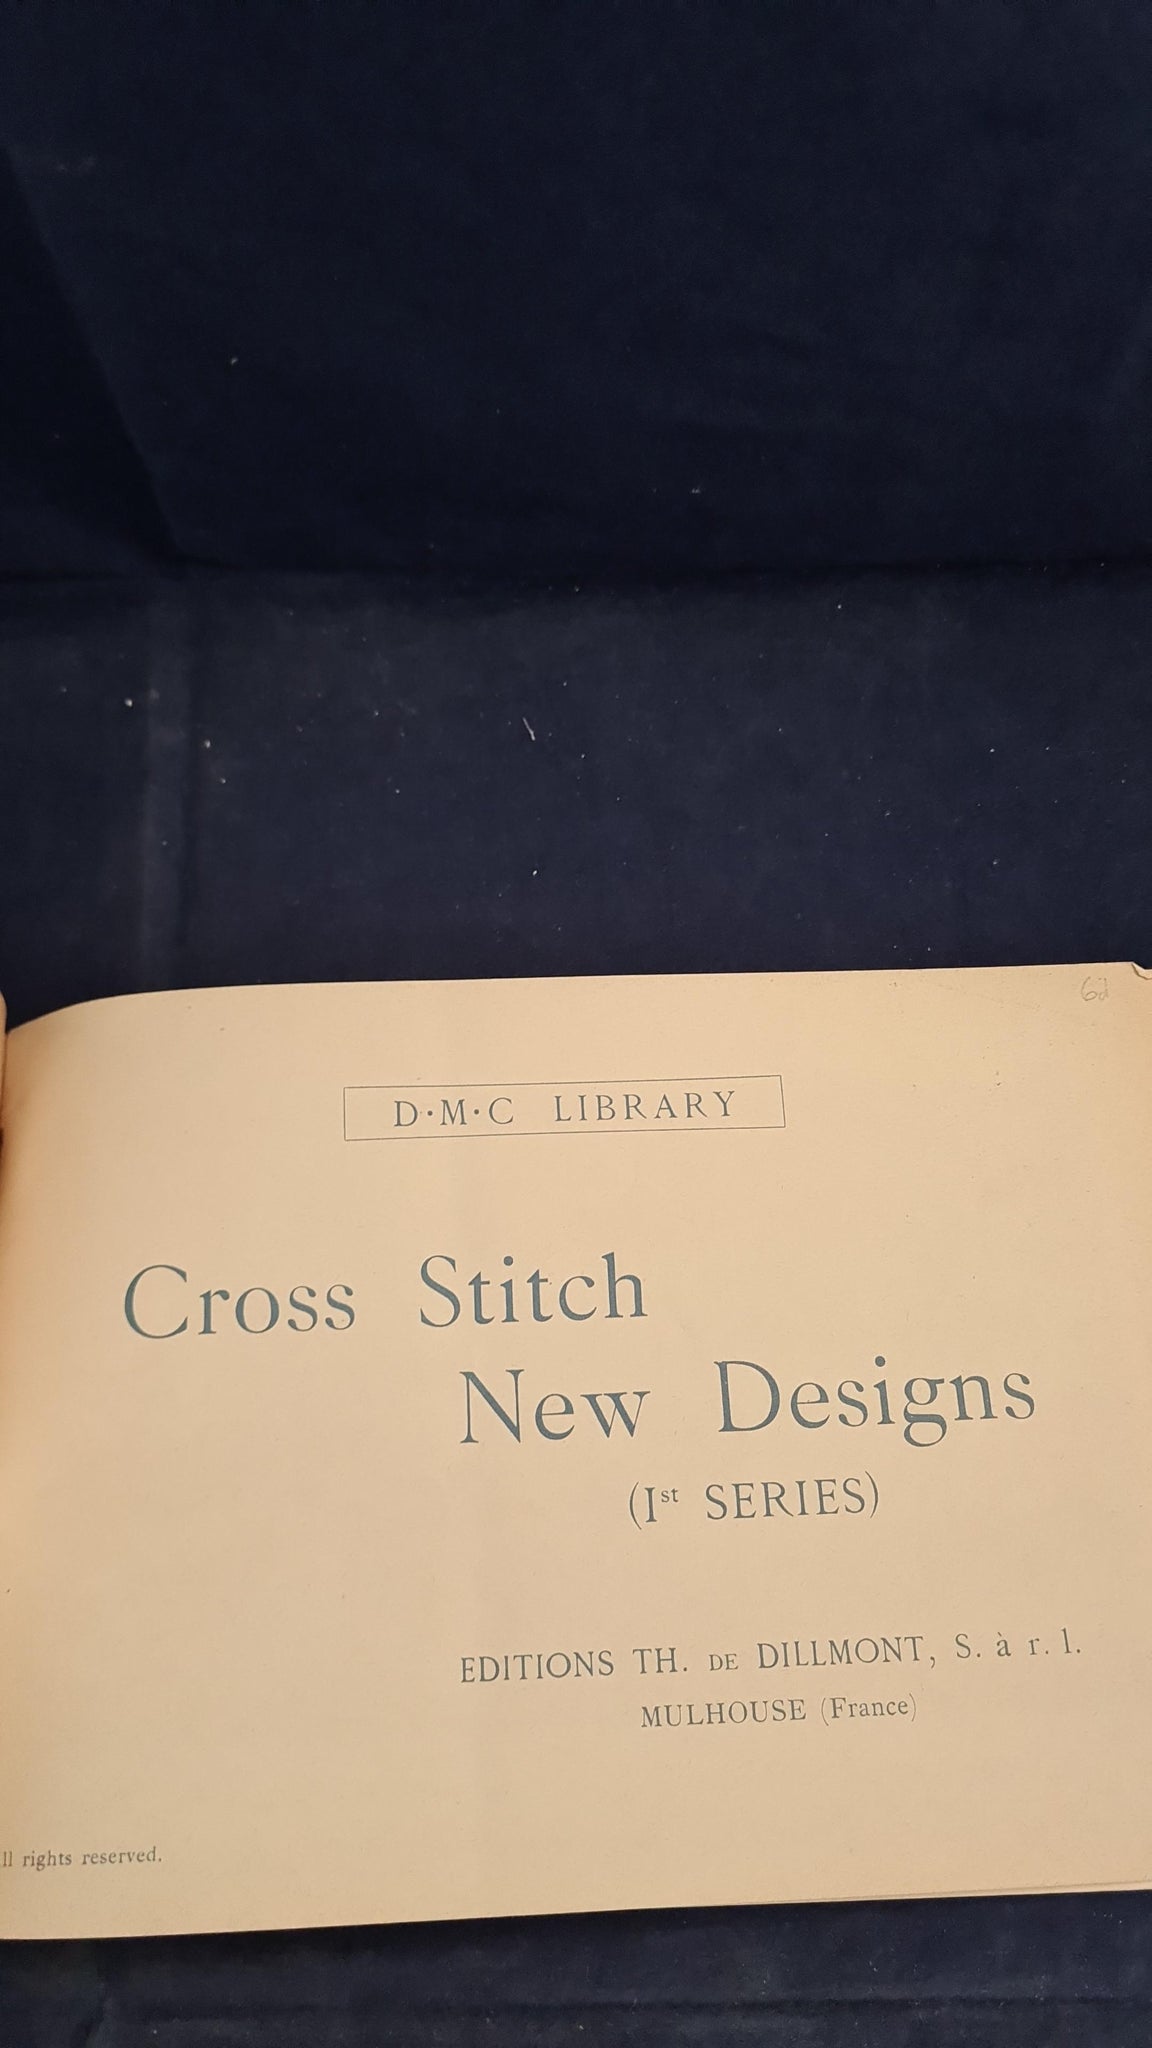 6d
D·M·C LIBRARY
Cross Stitch
New Designs
(Ist SERIES)
EDITIONS TH. DE DILLMONT, S. à r. l.
MULHOUSE (France)
ll rights reserved.